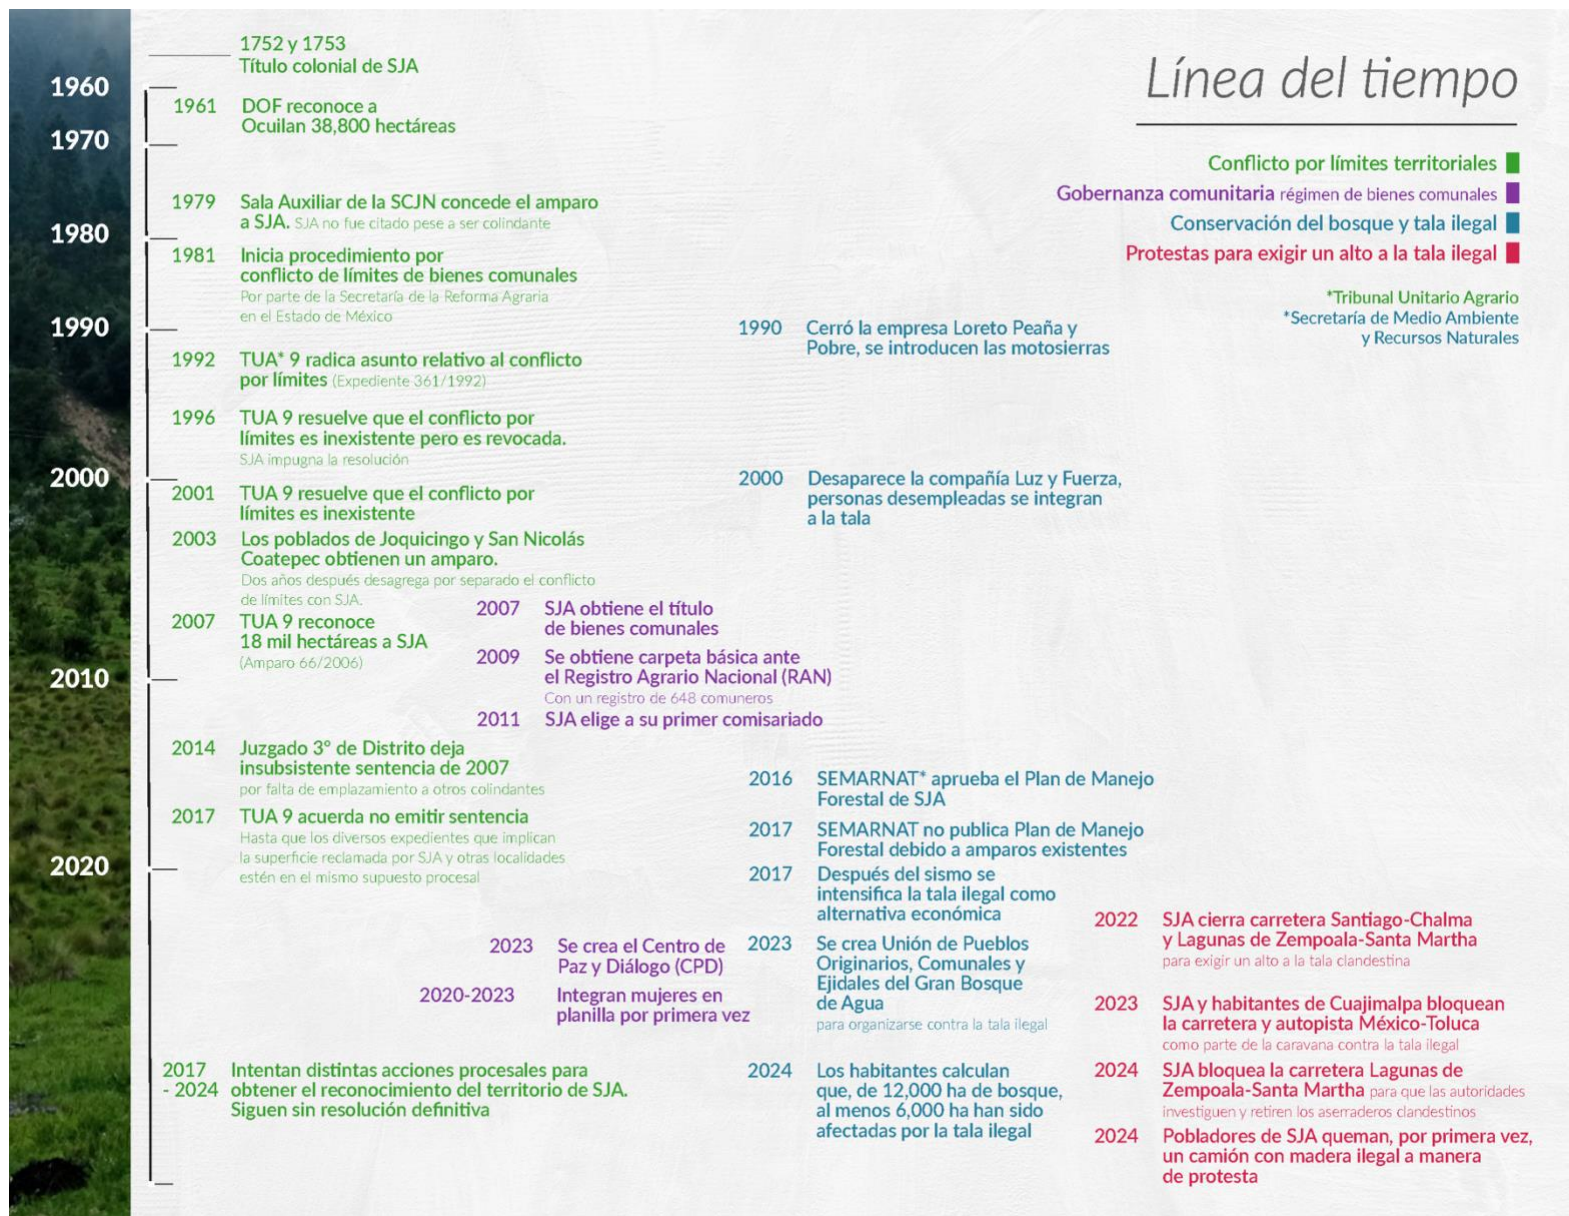 Línea del tiempo
Conflicto por límites territoriales
Gobernanza comunitaria régimen de bienes comunales
Conservación del bosque y tala ilegal
Protestas para exigir un alto a la tala ilegal
*Tribunal Unitario Agrario
*Secretaría de Medio Ambiente
y Recursos Naturales
1752 y 1753
Título colonial de SJA
1960
1961 DOF reconoce a
Ocuilan 38,800 hectáreas
1970
1979 Sala Auxiliar de la SCJN concede el amparo
a SJA. SJA no fue citado pese a ser colindante
1980
1981 Inicia procedimiento por
conflicto de límites de bienes comunales
Por parte de la Secretaría de la Reforma Agraria
en el Estado de México
1990
1992 TUA* 9 radica asunto relativo al conflicto
por límites (Expediente 361/1992)
1996 TUA 9 resuelve que el conflicto por
límites es inexistente pero es revocada.
SJA impugna la resolución
2000
2001 TUA 9 resuelve que el conflicto por
límites es inexistente
2003 Los poblados de Joquicingo y San Nicolás
Coatepec obtienen un amparo.
Dos años después desagrega por separado el conflicto
de límites con SJA.
2007 TUA 9 reconoce
18 mil hectáreas a SJA
(Amparo 66/2006)
2010
2014 Juzgado 3° de Distrito deja
insubsistente sentencia de 2007
por falta de emplazamiento a otros colindantes
2017 TUA 9 acuerda no emitir sentencia
Hasta que los diversos expedientes que implican
la superficie reclamada por SJA y otras localidades
estén en el mismo supuesto procesal
2020
2017 Intentan distintas acciones procesales para
- 2024 obtener el reconocimiento del territorio de SJA.
Siguen sin resolución definitiva
2007 SJA obtiene el título
de bienes comunales
2009 Se obtiene carpeta básica ante
el Registro Agrario Nacional (RAN)
Con un registro de 648 comuneros
2011 SJA elige a su primer comisariado
2023 Se crea el Centro de
Paz y Diálogo (CPD)
2020-2023 Integran mujeres en
planilla por primera vez
1990 Cerró la empresa Loreto Peaña y
Pobre, se introducen las motosierras
2000 Desaparece la compañía Luz y Fuerza,
personas desempleadas se integran
a la tala
2016 SEMARNAT* aprueba el Plan de Manejo
Forestal de SJA
2017 SEMARNAT no publica Plan de Manejo
Forestal debido a amparos existentes
2017 Después del sismo se
intensifica la tala ilegal como
alternativa económica
2023 Se crea Unión de Pueblos
Originarios, Comunales y
Ejidales del Gran Bosque
de Agua
para organizarse contra la tala ilegal
2024 Los habitantes calculan
que, de 12,000 ha de bosque,
al menos 6,000 ha han sido
afectadas por la tala ilegal
2022 SJA cierra carretera Santiago-Chalma
y Lagunas de Zempoala-Santa Martha
para exigir un alto a la tala clandestina
2023 SJA y habitantes de Cuajimalpa bloquean
la carretera y autopista México-Toluca
como parte de la caravana contra la tala ilegal
2024 SJA bloquea la carretera Lagunas de
Zempoala-Santa Martha para que las autoridades
investiguen y retiren los aserraderos clandestinos
2024 Pobladores de SJA queman, por primera vez,
un camión con madera ilegal a manera
de protesta